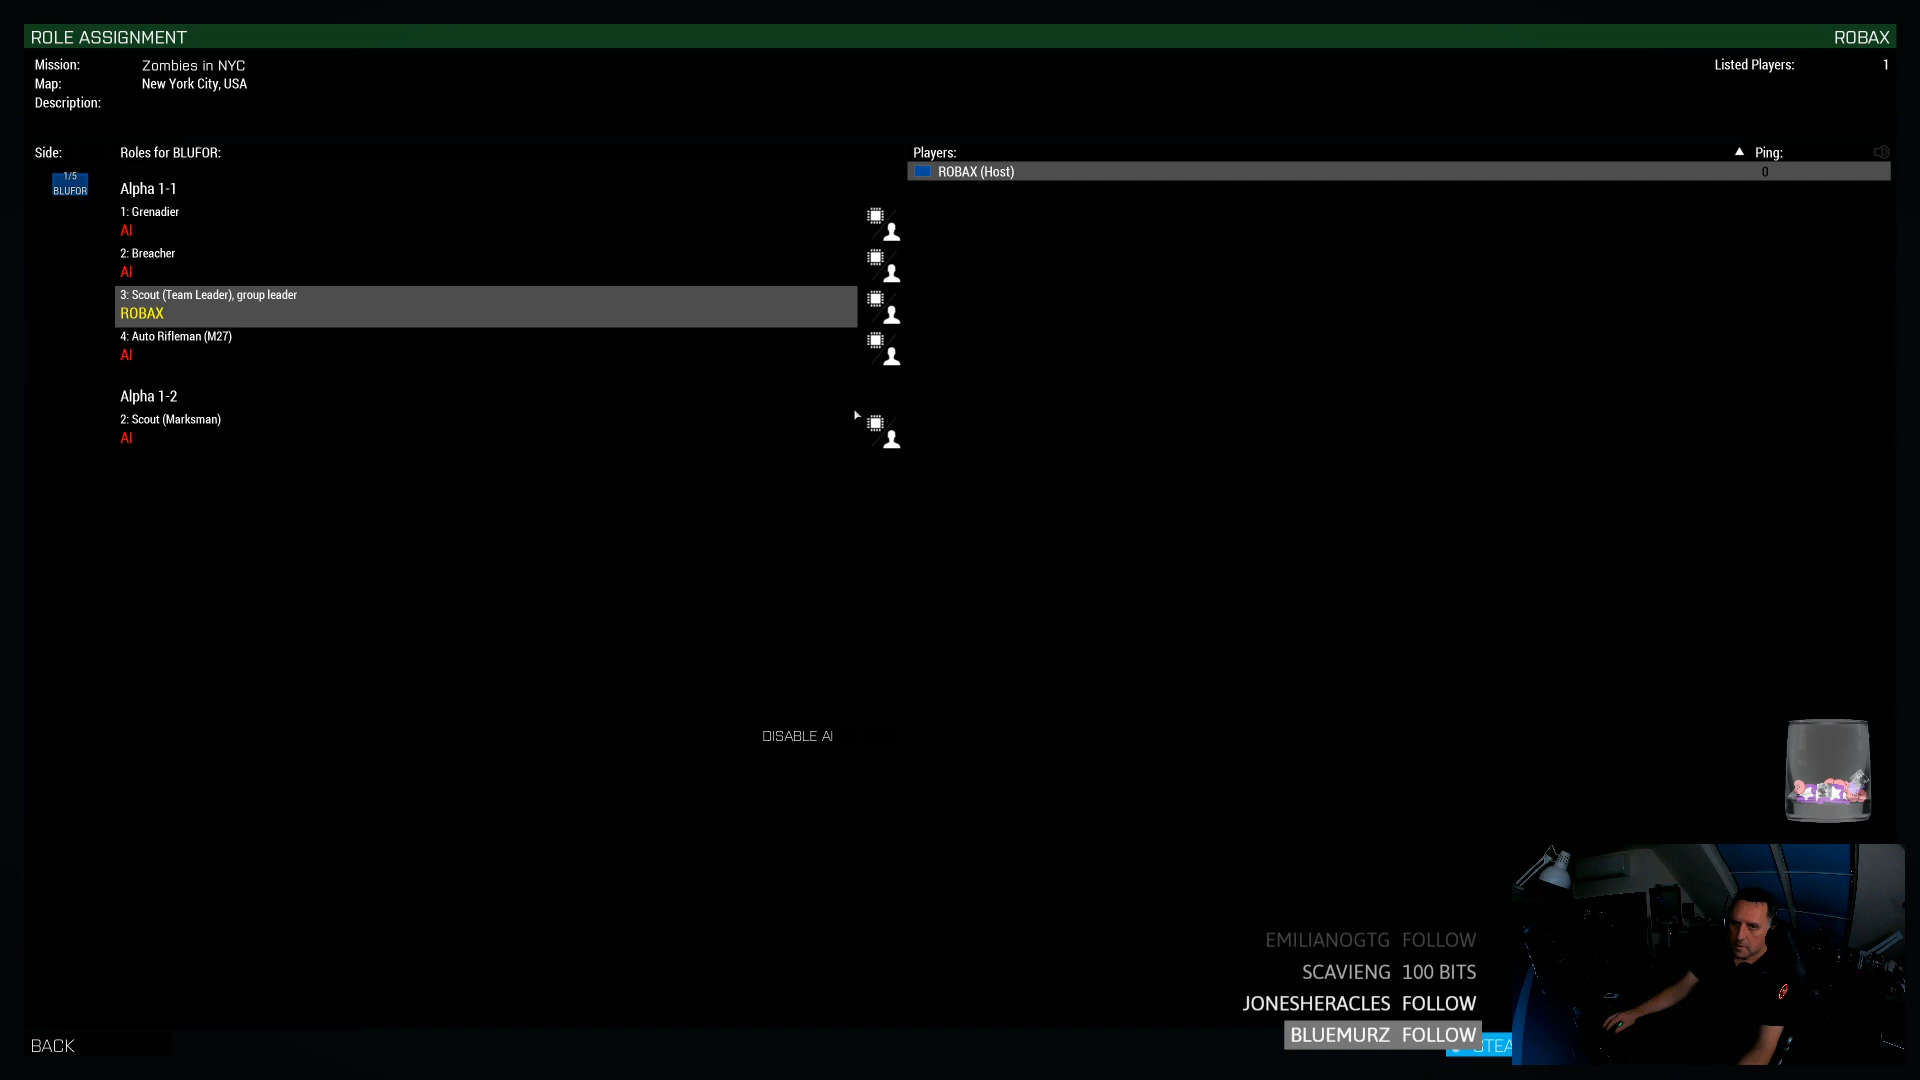 ROLE ASSIGNMENT
ROBAX
Mission: Zombies in NYC
Listed Players: 1
Map: New York City, USA
Description:
Side:
Roles for BLUFOR:
Players:
Ping:
1/5
BLUFOR
ROBAX (Host) 0
Alpha 1-1
1: Grenadier
AI
2: Breacher
AI
3: Scout (Team Leader), group leader
ROBAX
4: Auto Rifleman (M27)
AI
Alpha 1-2
2: Scout (Marksman)
AI
DISABLE AI
EMILIANOGTG FOLLOW
SCAVIENG 100 BITS
JONESHERACLES FOLLOW
BLUEMURZ FOLLOW
BACK